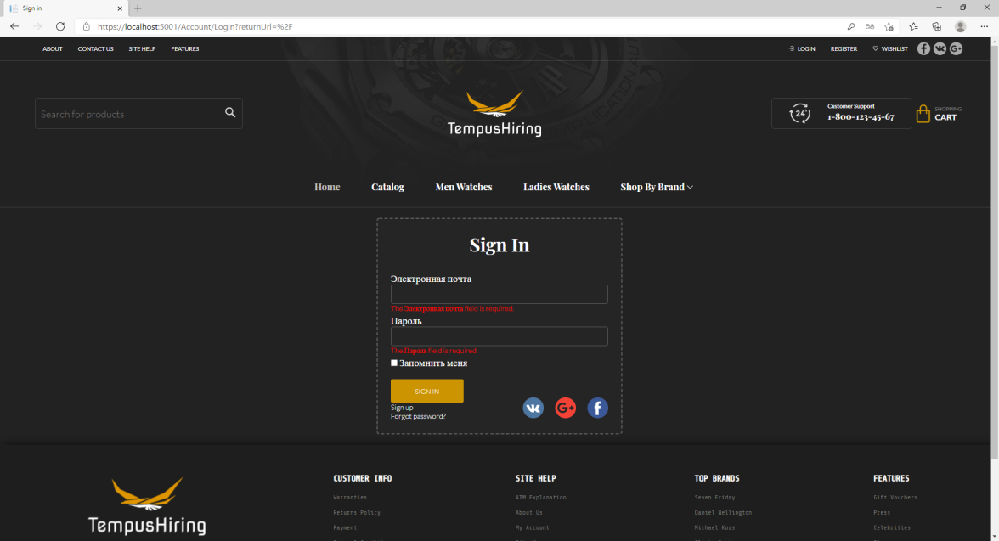 Sign in
https://localhost:5001/Account/Login?returnUrl=%2F
ABOUT CONTACT US SITE HELP FEATURES
LOGIN REGISTER WISHLIST
Search for products
TempusHiring
24
Customer Support
1-800-123-45-67
SHOPPING
CART
Home Catalog Men Watches Ladies Watches Shop By Brand
Sign In
Электронная почта
The Электронная почта field is required.
Пароль
The Пароль field is required.
Запомнить меня
SIGN IN
Sign up
Forgot password?
TempusHiring
CUSTOMER INFO
Warranties
Returns Policy
Payment
SITE HELP
ATM Explanation
About Us
My Account
TOP BRANDS
Seven Friday
Daniel Wellington
Michael Kors
FEATURES
Gift Vouchers
Press
Celebrities